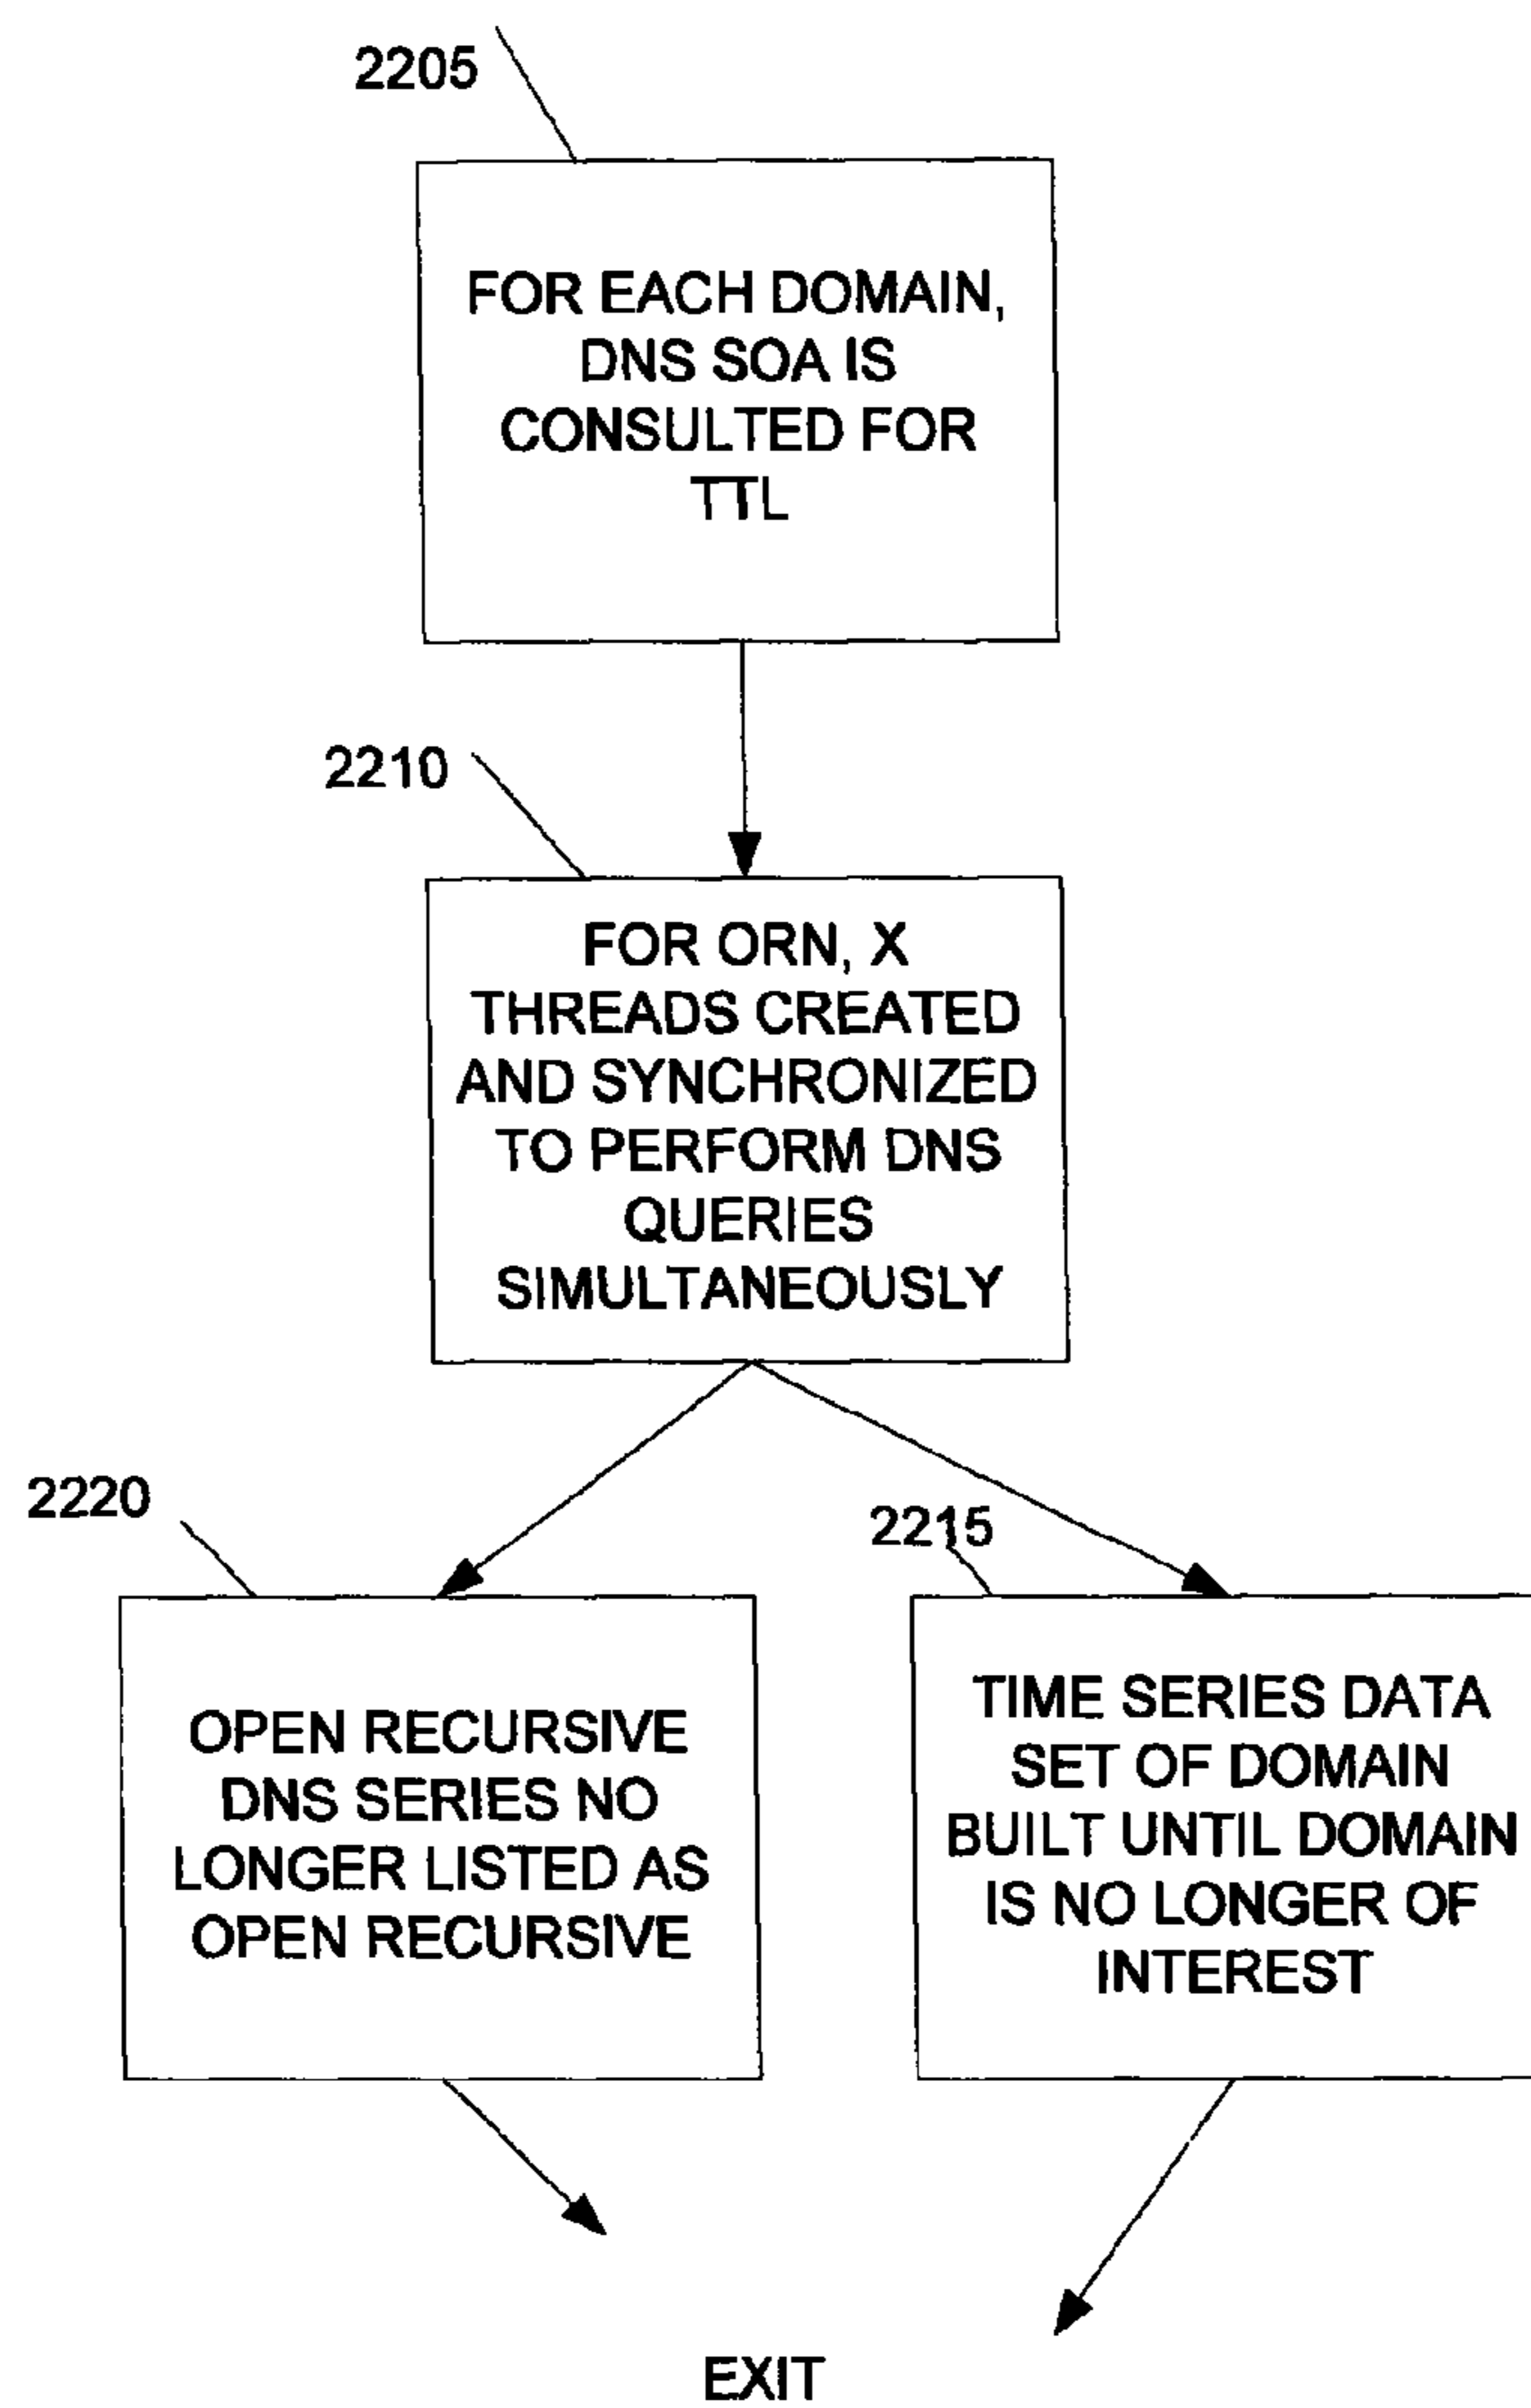 2205
FOR EACH DOMAIN,
DNS SOA IS
CONSULTED FOR
TTL
2210
FOR ORN, X
THREADS CREATED
AND SYNCHRONIZED
TO PERFORM DNS
QUERIES
SIMULTANEOUSLY
2220
OPEN RECURSIVE
DNS SERIES NO
LONGER LISTED AS
OPEN RECURSIVE
2215
TIME SERIES DATA
SET OF DOMAIN
BUILT UNTIL DOMAIN
IS NO LONGER OF
INTEREST
EXIT